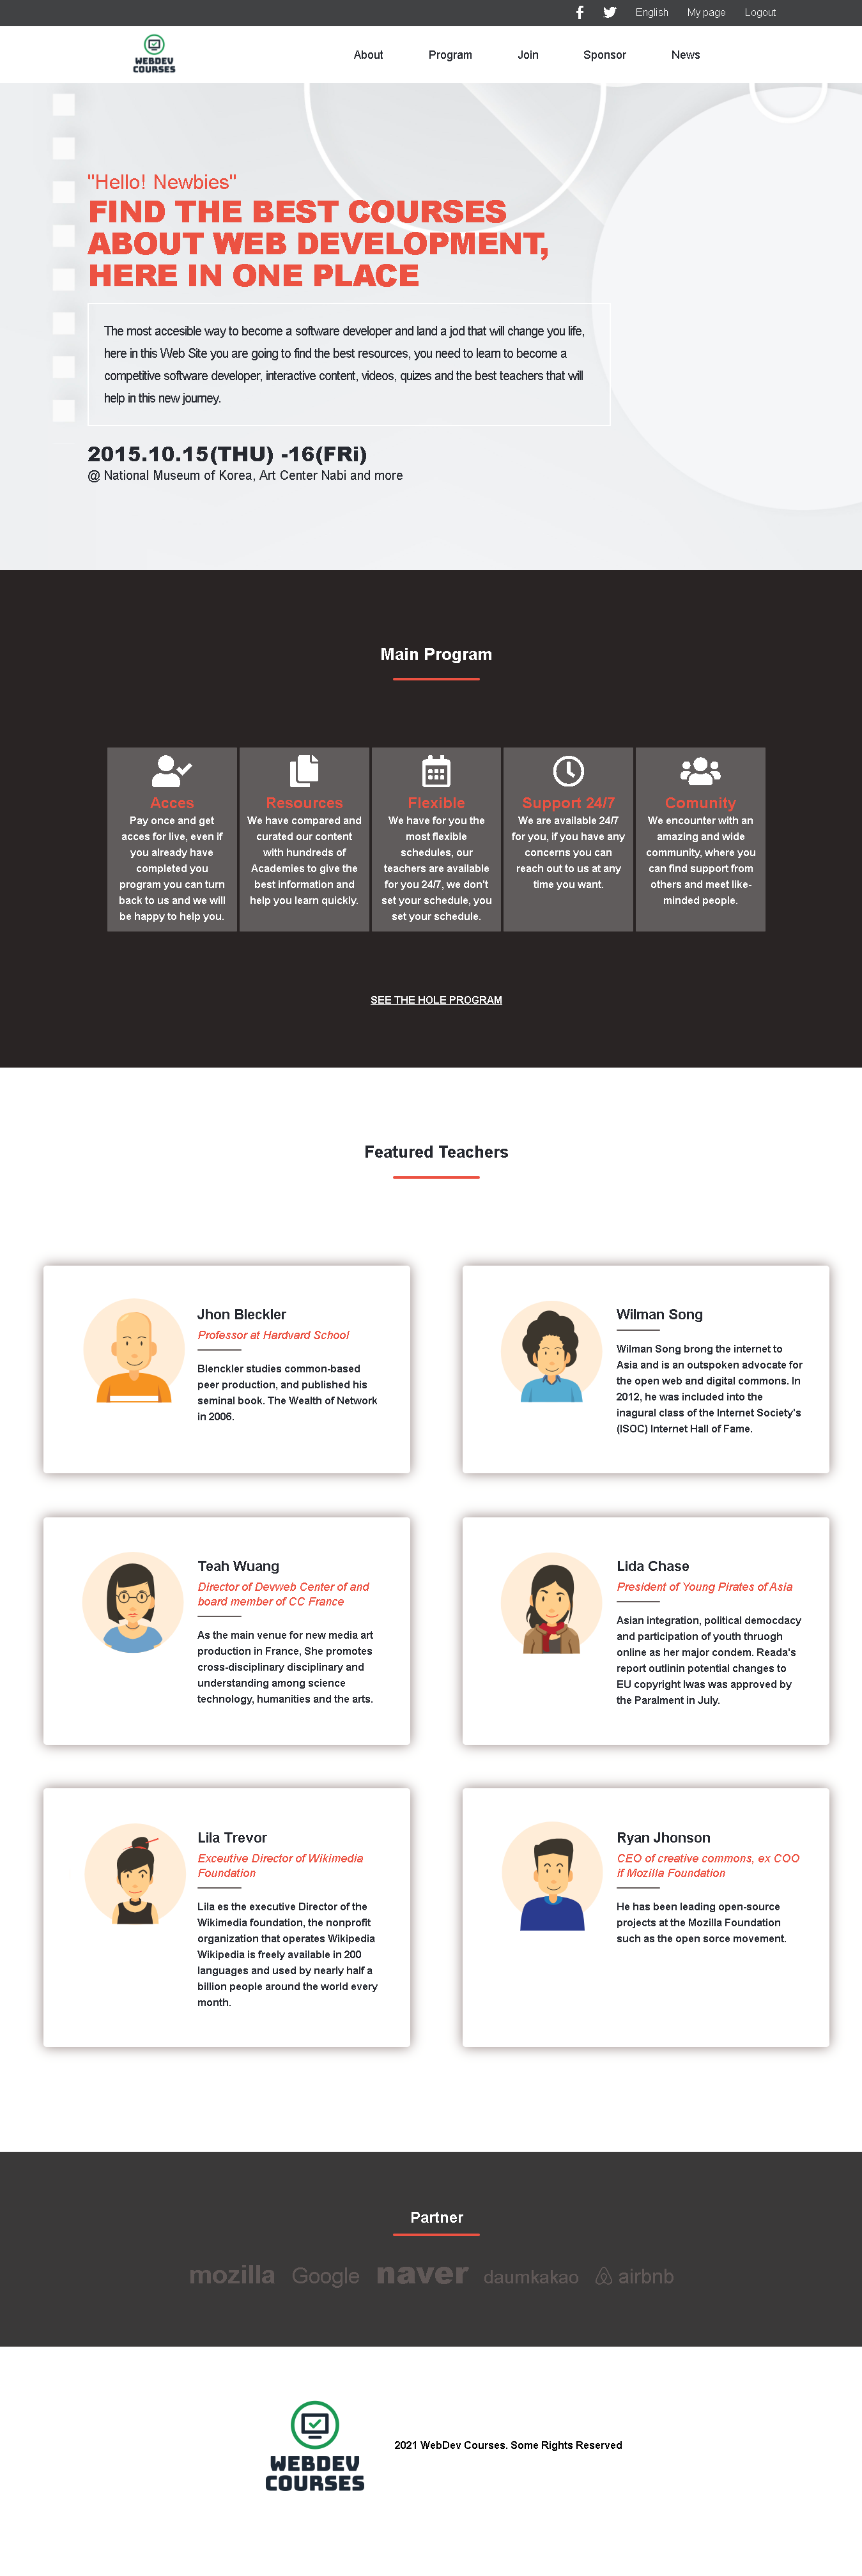 English My page Logout
WEBDEV
COURSES
About Program Join Sponsor News
"Hello! Newbies"
FIND THE BEST COURSES
ABOUT WEB DEVELOPMENT,
HERE IN ONE PLACE
The most accesible way to become a software developer and land a jod that will change you life,
here in this Web Site you are going to find the best resources, you need to learn to become a
competitive software developer, interactive content, videos, quizes and the best teachers that will
help in this new journey.
2015.10.15(THU) -16(FRi)
@ National Museum of Korea, Art Center Nabi and more
Main Program
Acces
Pay once and get
acces for live, even if
you already have
completed you
program you can turn
back to us and we will
be happy to help you.
Resources
We have compared and
curated our content
with hundreds of
Academies to give the
best information and
help you learn quickly.
Flexible
We have for you the
most flexible
schedules, our
teachers are available
for you 24/7, we don't
set your schedule, you
set your schedule.
Support 24/7
We are available 24/7
for you, if you have any
concerns you can
reach out to us at any
time you want.
Comunity
We encounter with an
amazing and wide
community, where you
can find support from
others and meet like-
minded people.
SEE THE HOLE PROGRAM
Featured Teachers
Jhon Bleckler
Professor at Hardvard School
Blenckler studies common-based
peer production, and published his
seminal book. The Wealth of Network
in 2006.
Wilman Song
Wilman Song brong the internet to
Asia and is an outspoken advocate for
the open web and digital commons. In
2012, he was included into the
inagural class of the Internet Society's
(ISOC) Internet Hall of Fame.
Teah Wuang
Director of Devweb Center of and
board member of CC France
As the main venue for new media art
production in France, She promotes
cross-disciplinary disciplinary and
understanding among science
technology, humanities and the arts.
Lida Chase
President of Young Pirates of Asia
Asian integration, political democdacy
and participation of youth thruogh
online as her major condem. Reada's
report outlinin potential changes to
EU copyright lwas was approved by
the Paralment in July.
Lila Trevor
Exceutive Director of Wikimedia
Foundation
Lila es the executive Director of the
Wikimedia foundation, the nonprofit
organization that operates Wikipedia
Wikipedia is freely available in 200
languages and used by nearly half a
billion people around the world every
month.
Ryan Jhonson
CEO of creative commons, ex COO
if Mozilla Foundation
He has been leading open-source
projects at the Mozilla Foundation
such as the open sorce movement.
Partner
mozilla Google naver daumkakao airbnb
WEBDEV
COURSES
2021 WebDev Courses. Some Rights Reserved